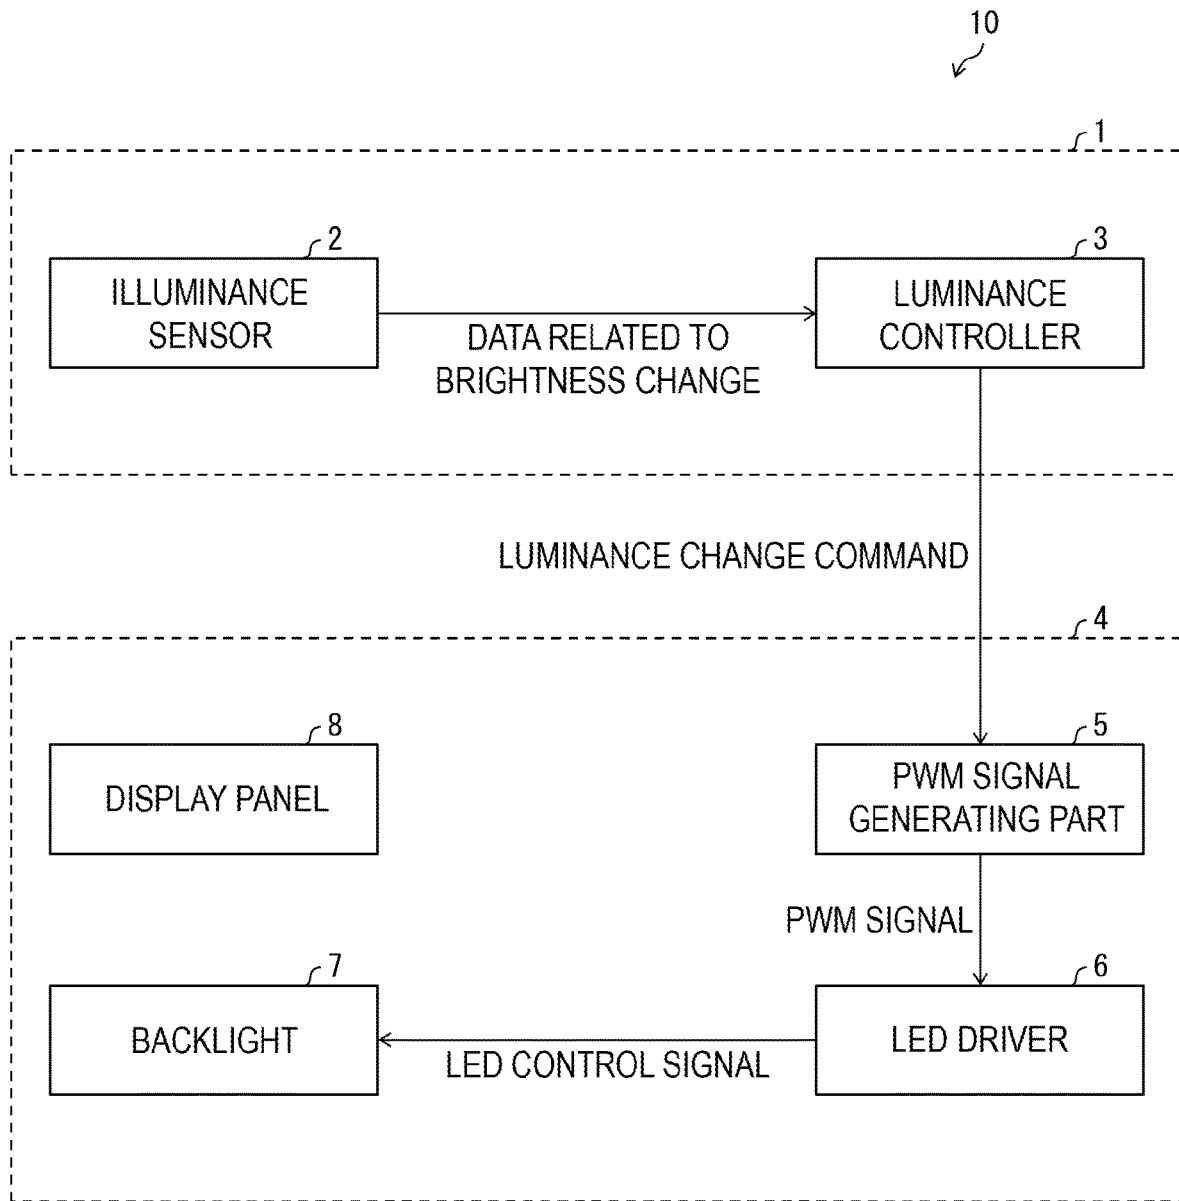 10
1
2
3
ILLUMINANCE
SENSOR
LUMINANCE
CONTROLLER
DATA RELATED TO
BRIGHTNESS CHANGE
LUMINANCE CHANGE COMMAND
4
8
5
DISPLAY PANEL
PWM SIGNAL
GENERATING PART
PWM SIGNAL
7
6
BACKLIGHT
LED DRIVER
LED CONTROL SIGNAL